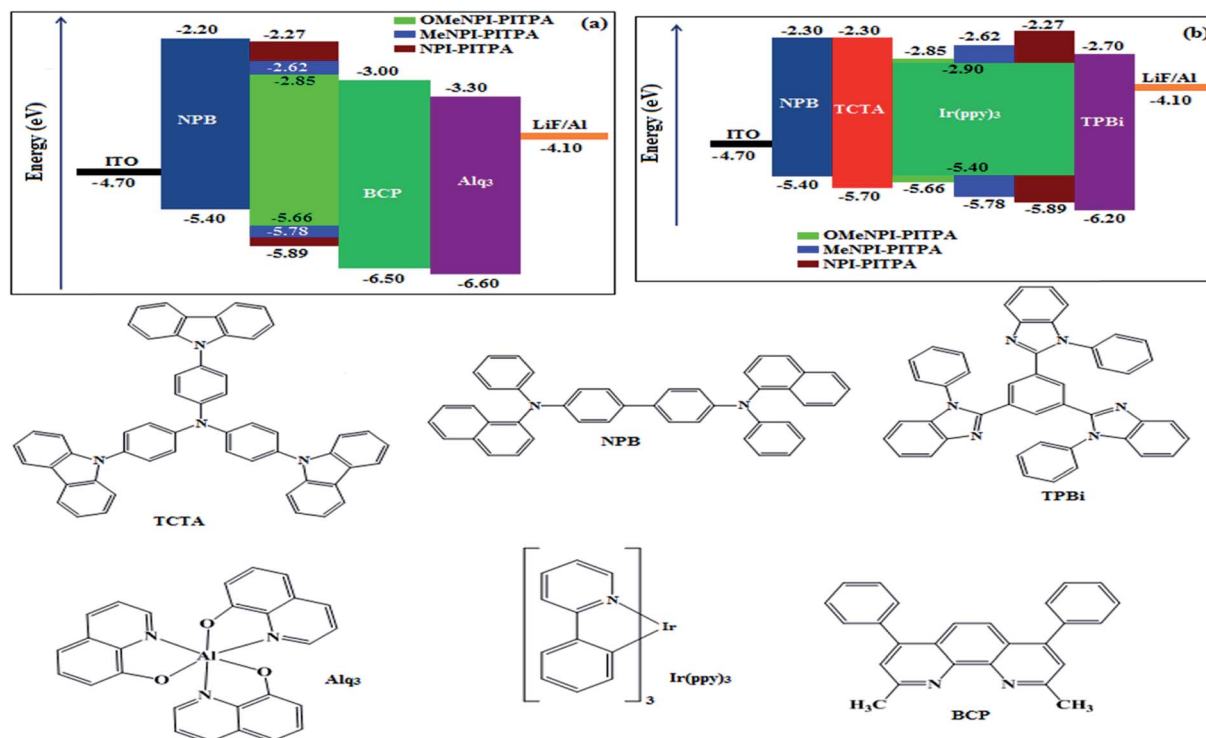 OMeNPI-PITPA (a)
MeNPI-PITPA
NPI-PITPA
Energy (eV)
-2.20 -2.27
-2.62
-2.85
-3.00
-3.30
NPB
LiF/Al
-4.10
ITO
-4.70
BCP Alq3
-5.40
-5.66
-5.78
-5.89
-6.50 -6.60
(b)
Energy (eV)
-2.30 -2.30 -2.85 -2.62 -2.27
-2.70
-2.90
NPB TCTA Ir(ppy)3 TPBi
LiF/Al
-4.10
ITO
-4.70
-5.40
-5.40 -5.70 -5.66 -5.78 -5.89
-6.20
OMeNPI-PITPA
MeNPI-PITPA
NPI-PITPA
N
N
N N
TCTA
N N
NPB
N N
N N
N N
TPBi
O N
N Al
O O
N
Alq3
N
Ir
3
Ir(ppy)3
N N
H3C CH3
BCP